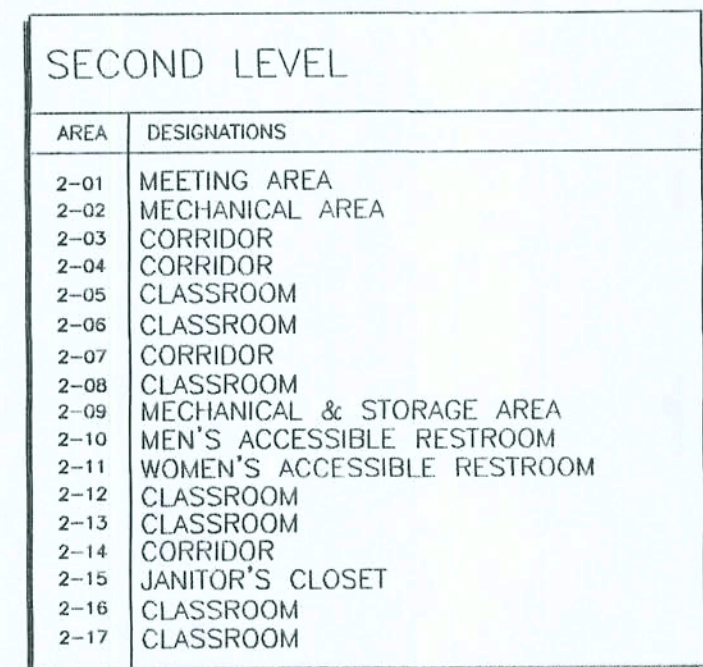 SECOND LEVEL
AREA DESIGNATIONS
2-01 MEETING AREA
2-02 MECHANICAL AREA
2-03 CORRIDOR
2-04 CORRIDOR
2-05 CLASSROOM
2-06 CLASSROOM
2-07 CORRIDOR
2-08 CLASSROOM
2-09 MECHANICAL & STORAGE AREA
2-10 MEN'S ACCESSIBLE RESTROOM
2-11 WOMEN'S ACCESSIBLE RESTROOM
2-12 CLASSROOM
2-13 CLASSROOM
2-14 CORRIDOR
2-15 JANITOR'S CLOSET
2-16 CLASSROOM
2-17 CLASSROOM